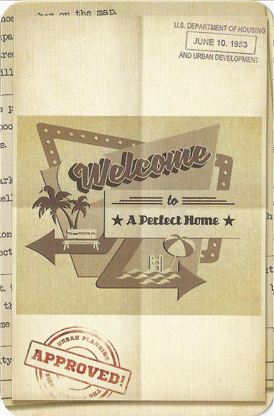 her on the map.
U.S. DEPARTMENT OF HOUSING
JUNE 10, 1953
AND URBAN DEVELOPMENT
Welcome
to
★ A Perfect Home ★
URBAN PLANNING
APPROVED!